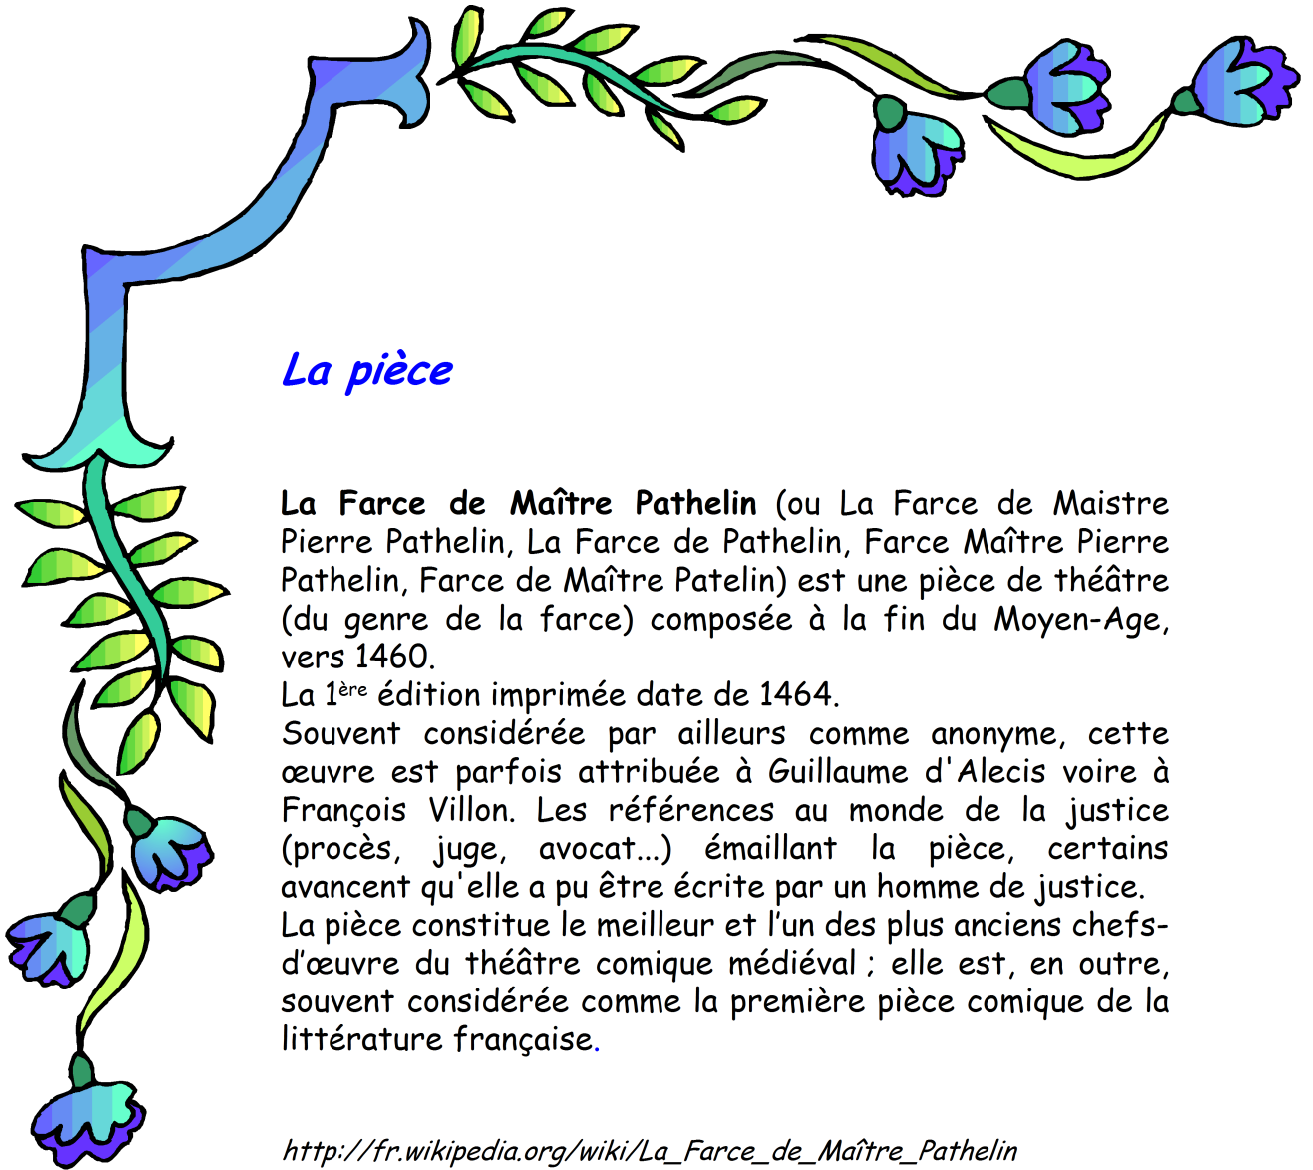 La pièce
La Farce de Maître Pathelin (ou La Farce de Maistre
Pierre Pathelin, La Farce de Pathelin, Farce Maître Pierre
Pathelin, Farce de Maître Patelin) est une pièce de théâtre
(du genre de la farce) composée à la fin du Moyen-Age,
vers 1460.
La 1ère édition imprimée date de 1464.
Souvent considérée par ailleurs comme anonyme, cette
œuvre est parfois attribuée à Guillaume d'Alecis voire à
François Villon. Les références au monde de la justice
(procès, juge, avocat...) émaillant la pièce, certains
avancent qu'elle a pu être écrite par un homme de justice.
La pièce constitue le meilleur et l’un des plus anciens chefs-
d’œuvre du théâtre comique médiéval ; elle est, en outre,
souvent considérée comme la première pièce comique de la
littérature française.
http://fr.wikipedia.org/wiki/La_Farce_de_Maître_Pathelin